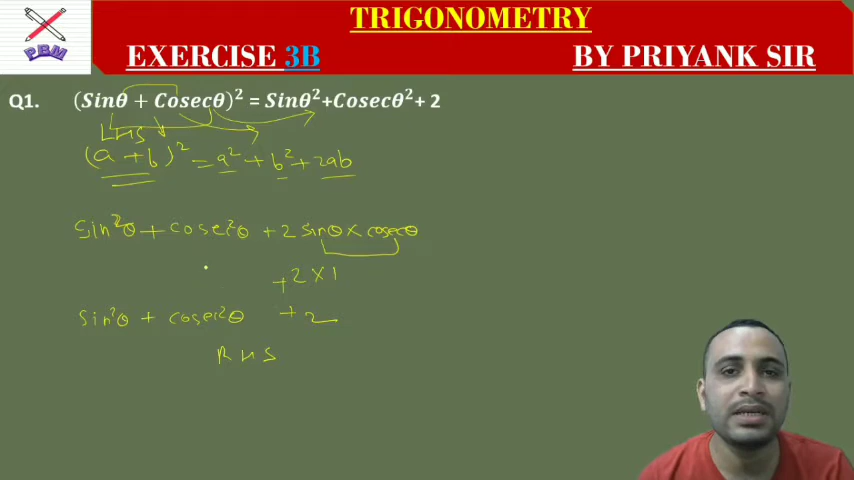 TRIGONOMETRY
PBM
EXERCISE 3B
BY PRIYANK SIR
Q1. (Sinθ + Cosecθ)² = Sinθ²+Cosecθ²+ 2
LHS
(a + b)² = a² + b² + 2ab
Sin²θ + cosec²θ + 2 sinθ × cosecθ
+ 2 × 1
Sin²θ + cosec²θ + 2
RHS